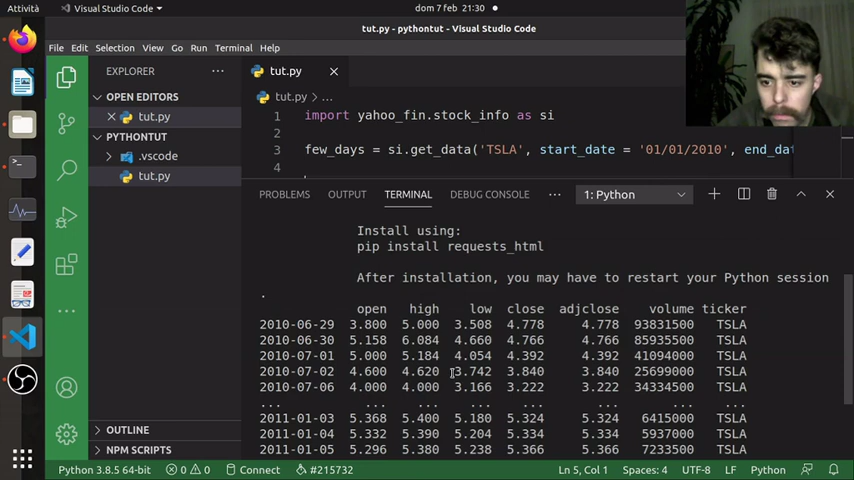 Attività
Visual Studio Code
dom 7 feb 21:30
tut.py - pythontut - Visual Studio Code
File Edit Selection View Go Run Terminal Help
EXPLORER
OPEN EDITORS
tut.py
PYTHONTUT
.vscode
tut.py
OUTLINE
NPM SCRIPTS
tut.py
tut.py > ...
1 import yahoo_fin.stock_info as si
2
3 few_days = si.get_data('TSLA', start_date = '01/01/2010', end_dat
4
PROBLEMS OUTPUT TERMINAL DEBUG CONSOLE ... 1: Python
Install using:
pip install requests_html
After installation, you may have to restart your Python session
.
open high low close adjclose volume ticker
2010-06-29 3.800 5.000 3.508 4.778 4.778 93831500 TSLA
2010-06-30 5.158 6.084 4.660 4.766 4.766 85935500 TSLA
2010-07-01 5.000 5.184 4.054 4.392 4.392 41094000 TSLA
2010-07-02 4.600 4.620 3.742 3.840 3.840 25699000 TSLA
2010-07-06 4.000 4.000 3.166 3.222 3.222 34334500 TSLA
... ... ... ... ... ... ... ...
2011-01-03 5.368 5.400 5.180 5.324 5.324 6415000 TSLA
2011-01-04 5.332 5.390 5.204 5.334 5.334 5937000 TSLA
2011-01-05 5.296 5.380 5.238 5.366 5.366 7233500 TSLA
Python 3.8.5 64-bit 0 0 Connect #215732 Ln 5, Col 1 Spaces: 4 UTF-8 LF Python